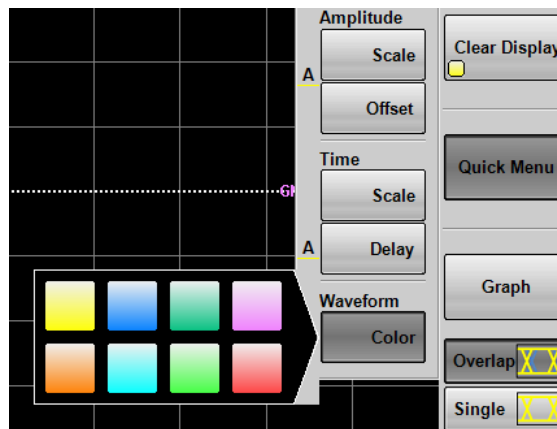 Amplitude
Scale
A
Offset
Time
Scale
A
Delay
Waveform
Color
Clear Display
Quick Menu
Graph
Overlap
Single